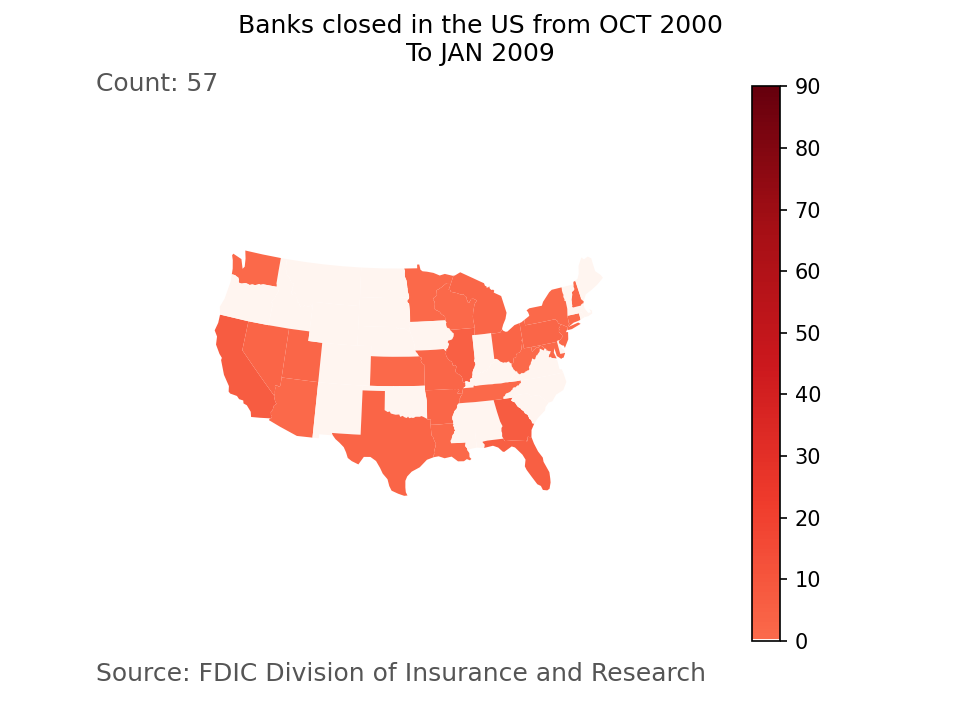 Banks closed in the US from OCT 2000
To JAN 2009
Count: 57
90
80
70
60
50
40
30
20
10
0
Source: FDIC Division of Insurance and Research